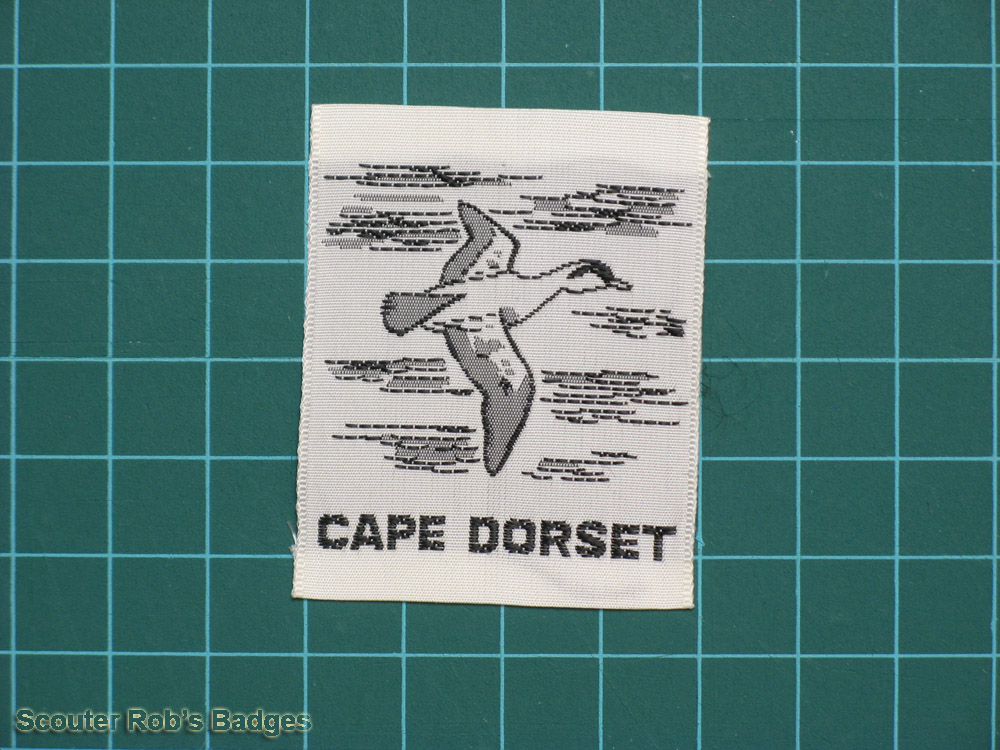 CAPE DORSET
Scouter Rob's Badges